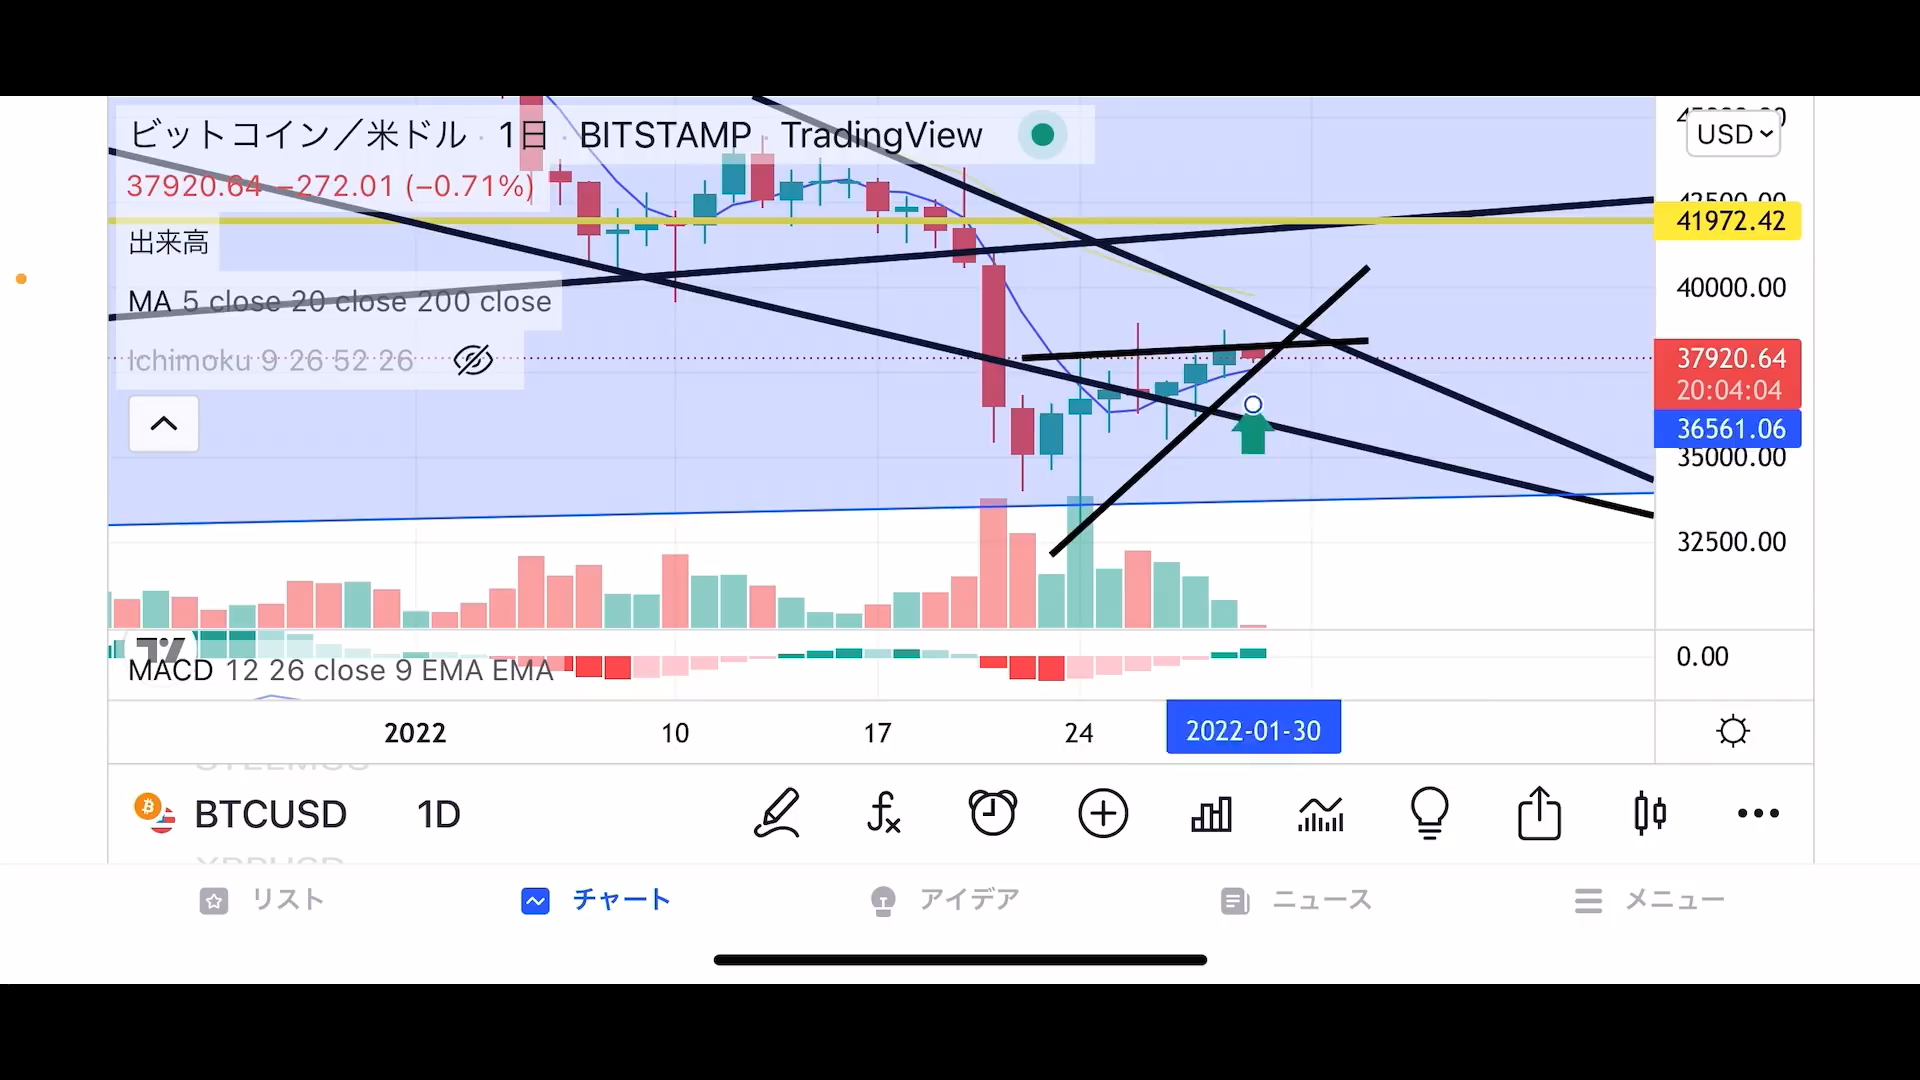 ビットコイン／米ドル · 1日 · BITSTAMP · TradingView
USD
37920.64 −272.01 (−0.71%)
42500.00
41972.42
出来高
40000.00
MA 5 close 20 close 200 close
Ichimoku 9 26 52 26
37920.64
20:04:04
36561.06
35000.00
32500.00
MACD 12 26 close 9 EMA EMA
0.00
2022 10 17 24 2022-01-30
BTCUSD 1D
XRPUSD
リスト チャート アイデア ニュース メニュー